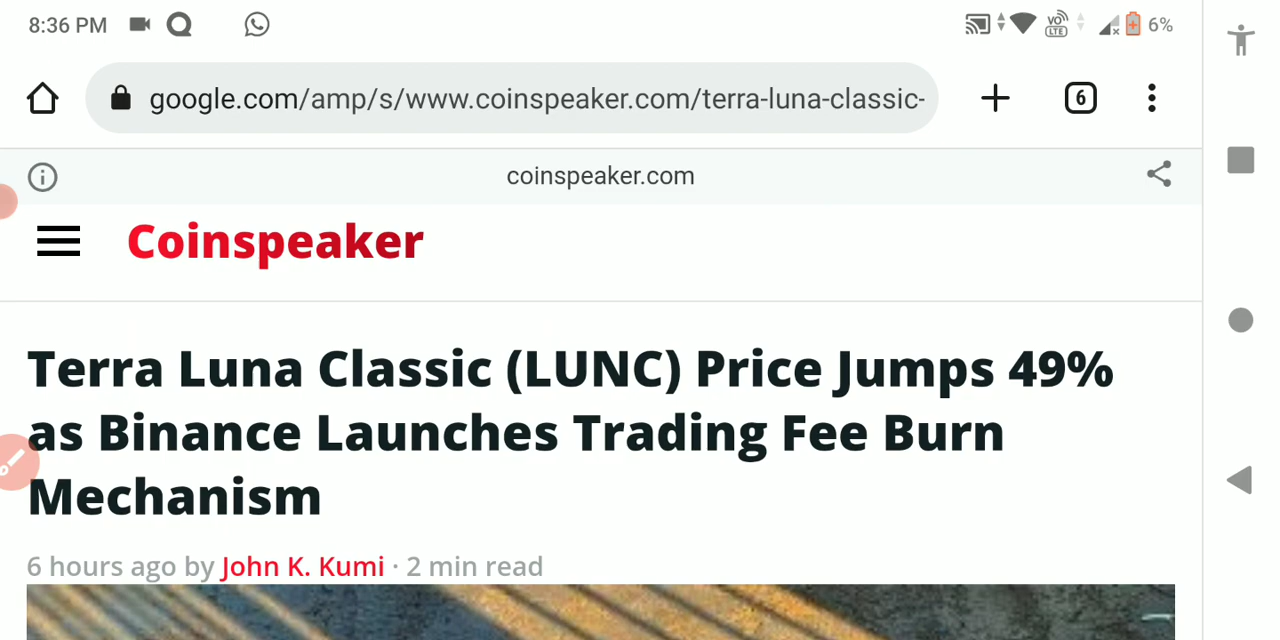 8:36 PM
VO
LTE
6%
google.com/amp/s/www.coinspeaker.com/terra-luna-classic-
6
coinspeaker.com
Coinspeaker
Terra Luna Classic (LUNC) Price Jumps 49%
as Binance Launches Trading Fee Burn
Mechanism
6 hours ago by John K. Kumi · 2 min read